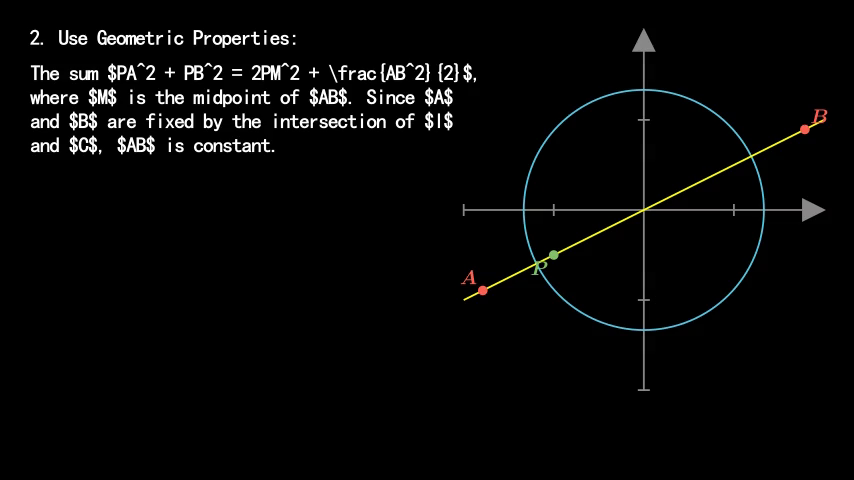 2. Use Geometric Properties:
The sum $PA^2 + PB^2 = 2PM^2 + \frac{AB^2}{2}$,
where $M$ is the midpoint of $AB$. Since $A$
and $B$ are fixed by the intersection of $l$
and $C$, $AB$ is constant.
B
A
P